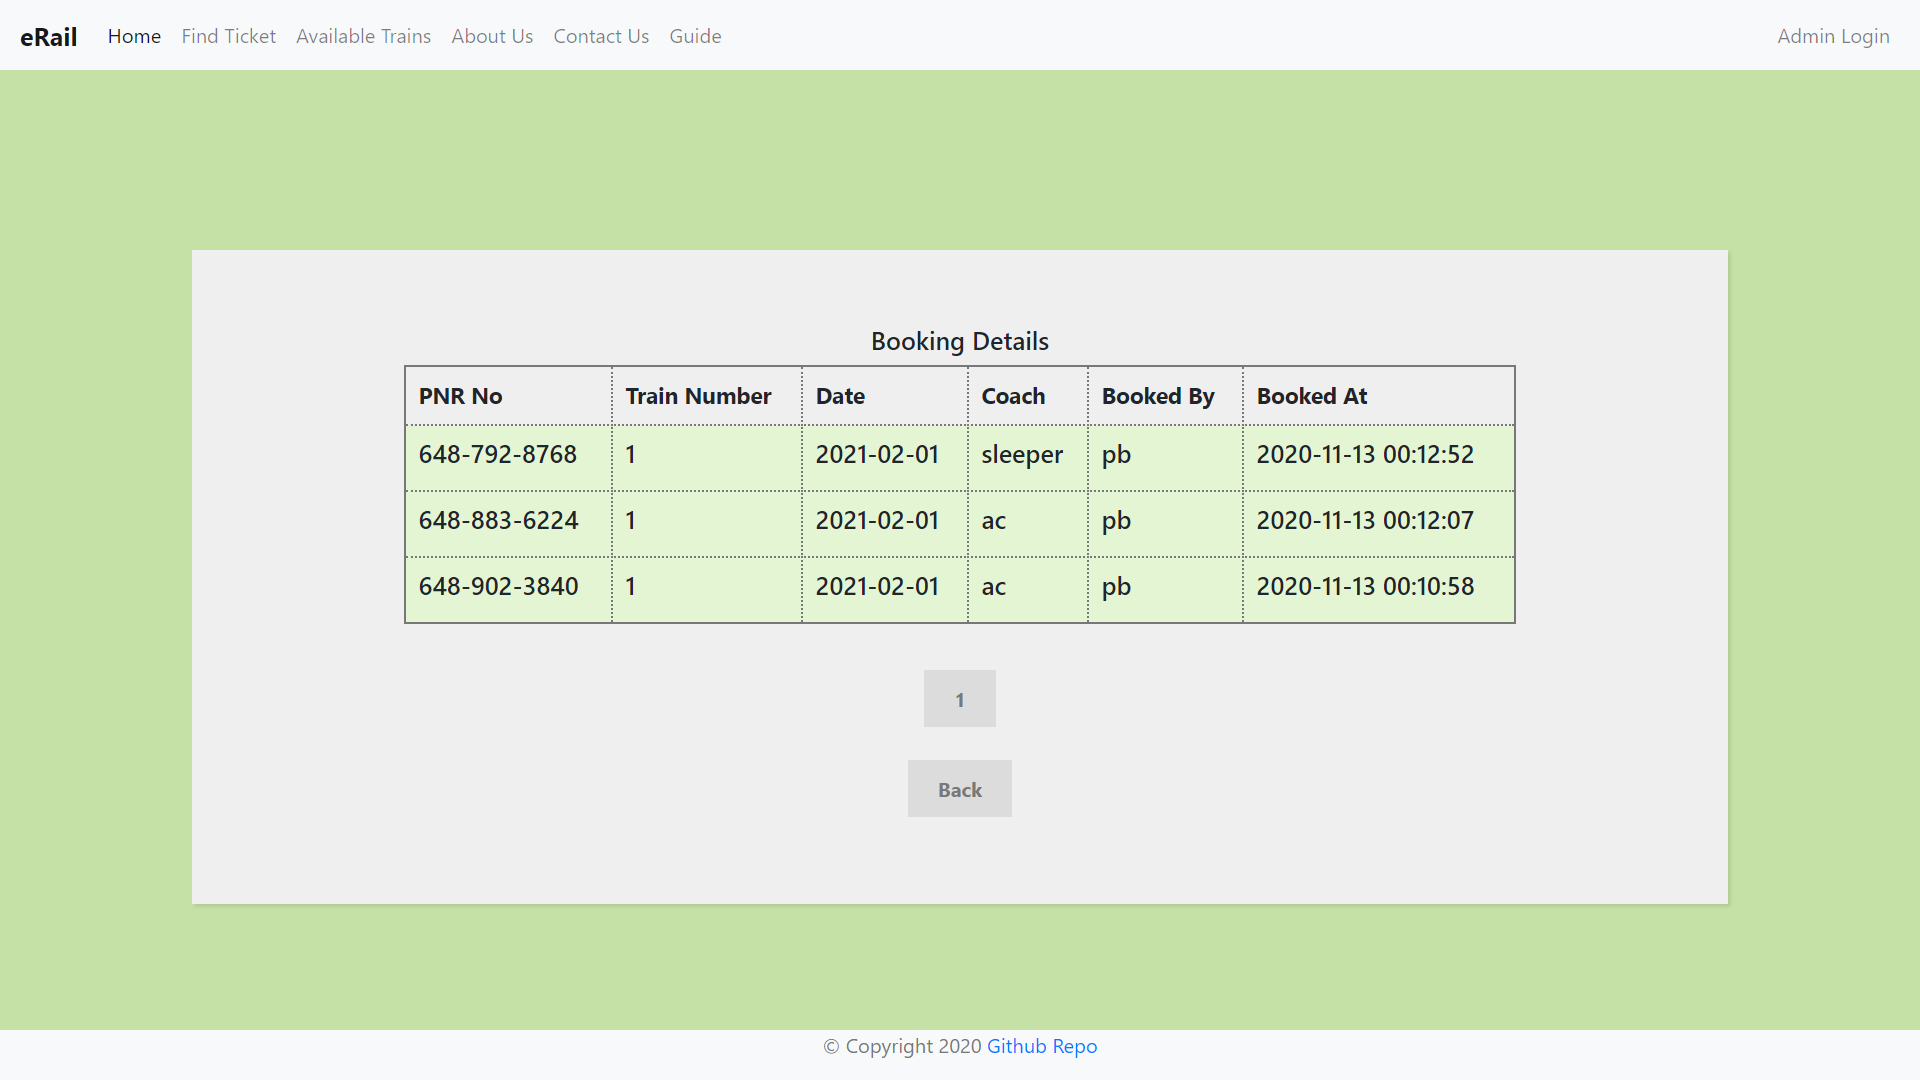 eRail Home Find Ticket Available Trains About Us Contact Us Guide Admin Login
Booking Details
PNR No Train Number Date Coach Booked By Booked At
648-792-8768 1 2021-02-01 sleeper pb 2020-11-13 00:12:52
648-883-6224 1 2021-02-01 ac pb 2020-11-13 00:12:07
648-902-3840 1 2021-02-01 ac pb 2020-11-13 00:10:58
1
Back
© Copyright 2020 Github Repo